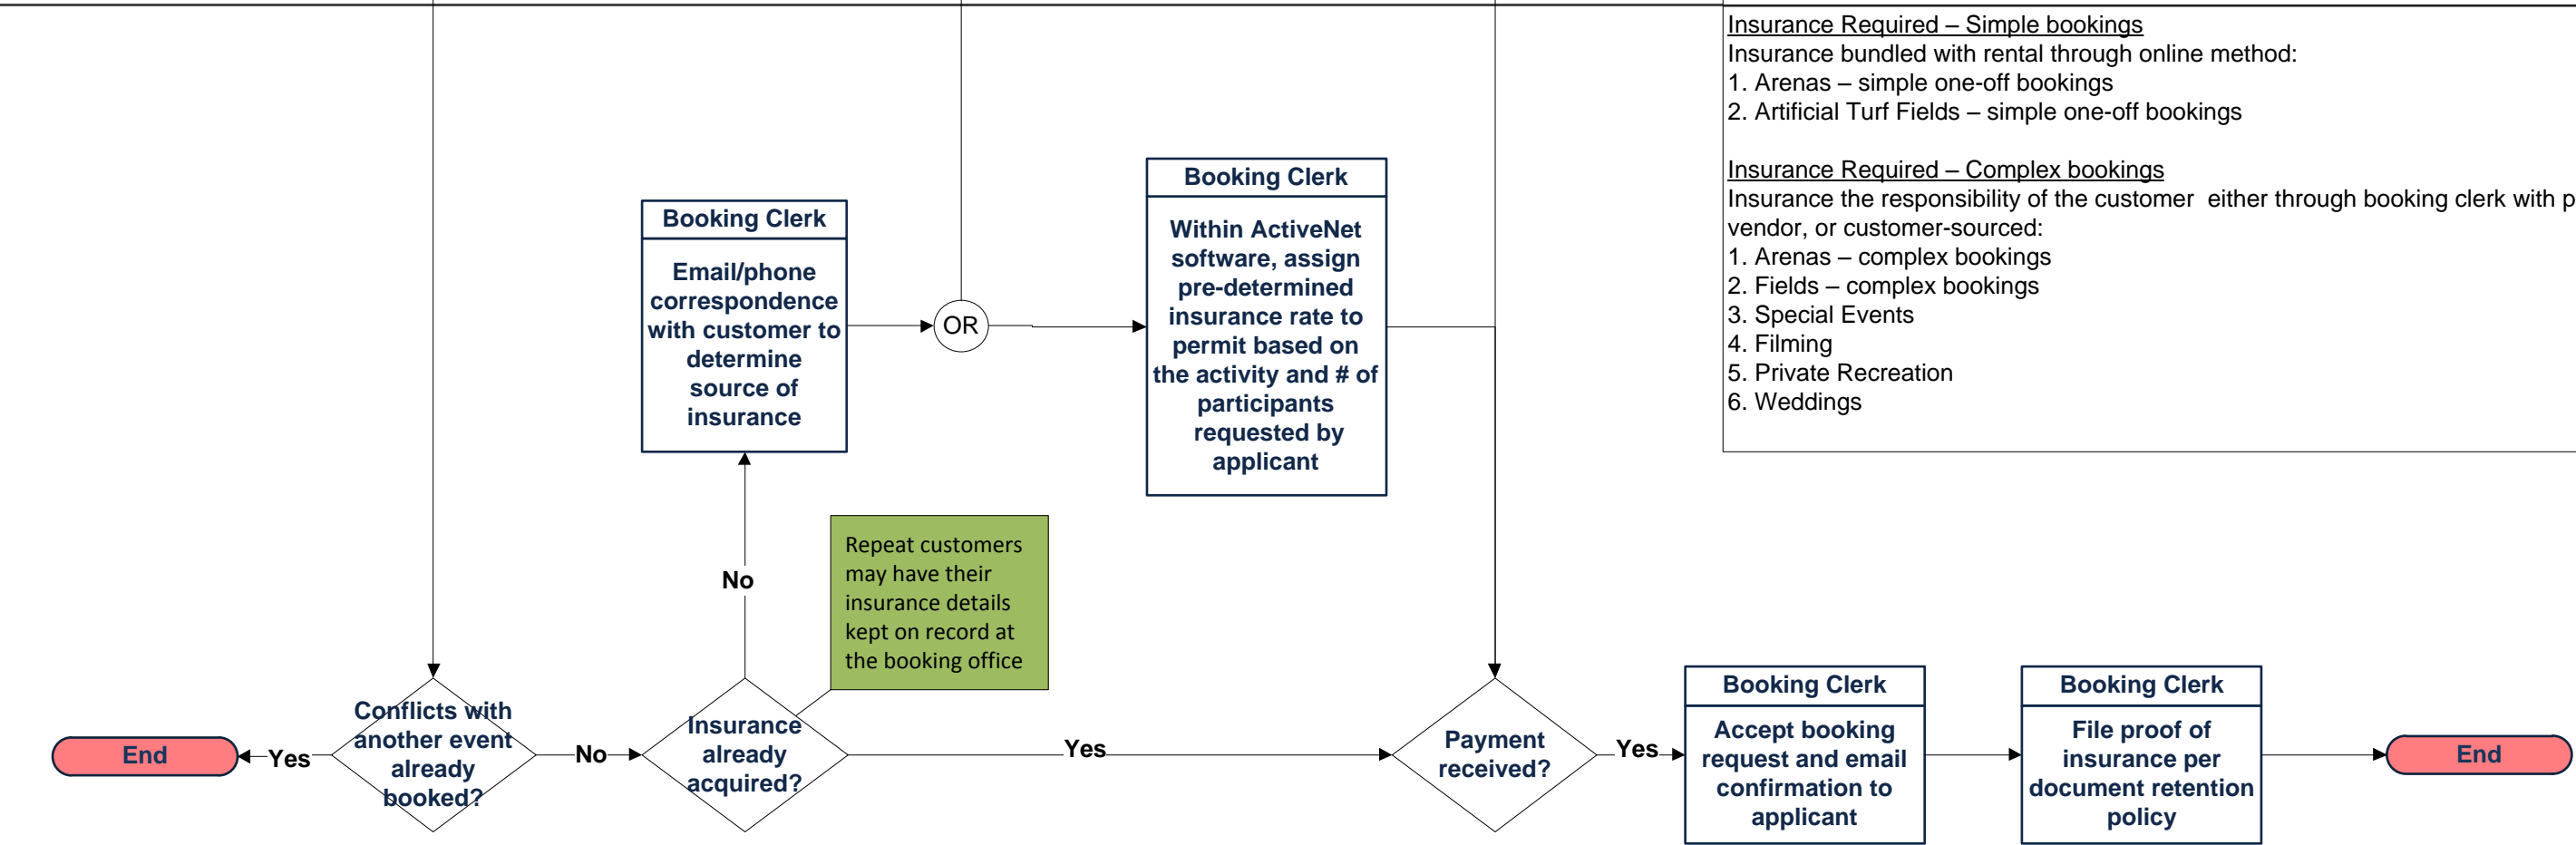 Insurance Required – Simple bookings
Insurance bundled with rental through online method:
1. Arenas – simple one-off bookings
2. Artificial Turf Fields – simple one-off bookings
Insurance Required – Complex bookings
Insurance the responsibility of the customer  either through booking clerk with
vendor, or customer-sourced:
1. Arenas – complex bookings
2. Fields – complex bookings
3. Special Events
4. Filming
5. Private Recreation
6. Weddings
Booking Clerk
Email/phone
correspondence
with customer to
determine
source of
insurance
OR
Booking Clerk
Within ActiveNet
software, assign
pre-determined
insurance rate to
permit based on
the activity and # of
participants
requested by
applicant
No
Repeat customers
may have their
insurance details
kept on record at
the booking office
End
Yes
Conflicts with
another event
already
booked?
No
Insurance
already
acquired?
Yes
Payment
received?
Yes
Booking Clerk
Accept booking
request and email
confirmation to
applicant
Booking Clerk
File proof of
insurance per
document retention
policy
End